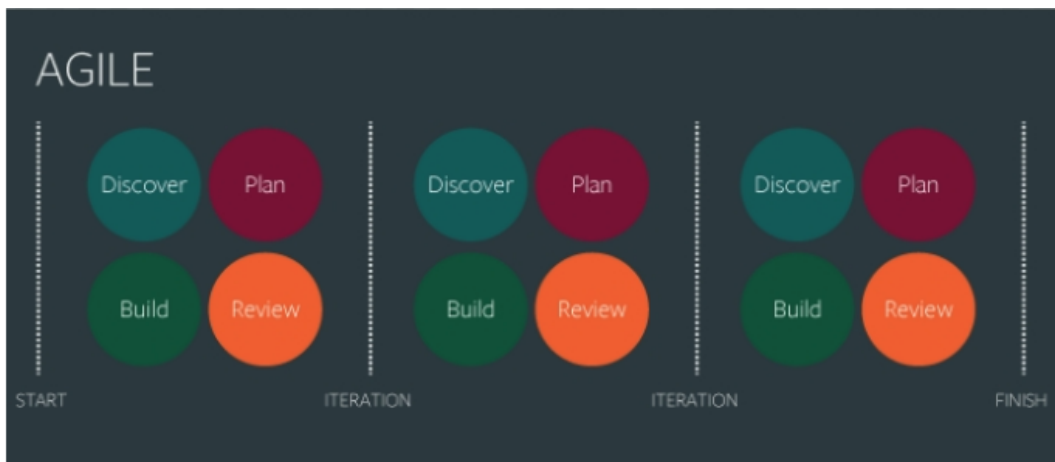 AGILE
Discover Plan Discover Plan Discover Plan
Build Review Build Review Build Review
START ITERATION ITERATION FINISH